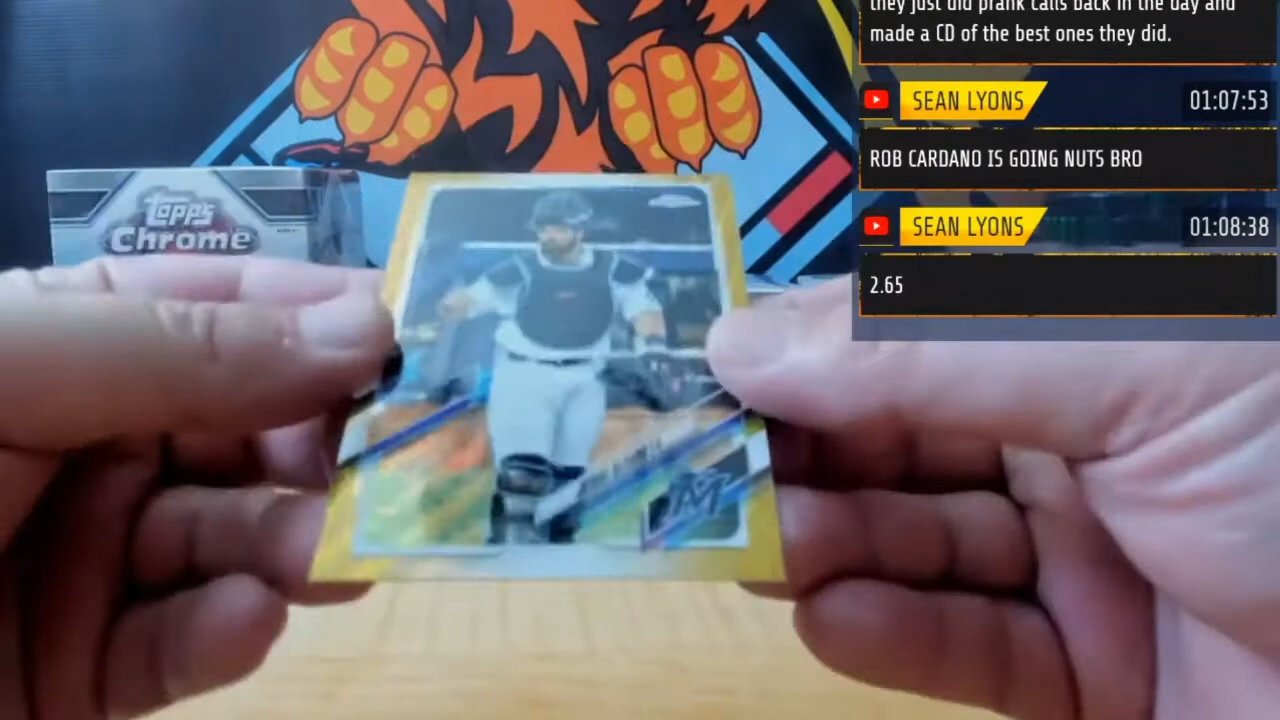 they just did prank calls back in the day and
made a CD of the best ones they did.
SEAN LYONS 01:07:53
ROB CARDANO IS GOING NUTS BRO
SEAN LYONS 01:08:38
2.65
Topps
Chrome
M